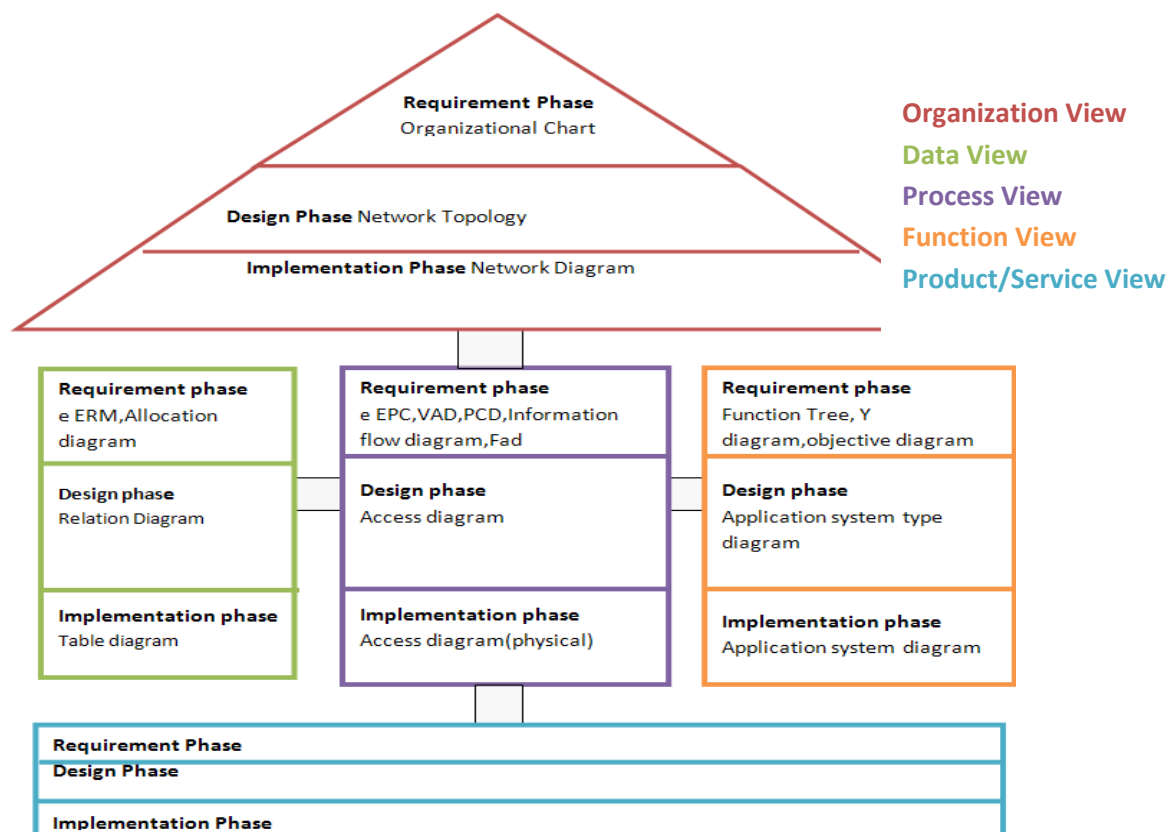 Requirement Phase
Organizational Chart
Design Phase Network Topology
Implementation Phase Network Diagram
Organization View
Data View
Process View
Function View
Product/Service View
Requirement phase
e ERM,Allocation
diagram
Design phase
Relation Diagram
Implementation phase
Table diagram
Requirement phase
e EPC,VAD,PCD,Information
flow diagram,Fad
Design phase
Access diagram
Implementation phase
Access diagram(physical)
Requirement phase
Function Tree, Y
diagram,objective diagram
Design phase
Application system type
diagram
Implementation phase
Application system diagram
Requirement Phase
Design Phase
Implementation Phase